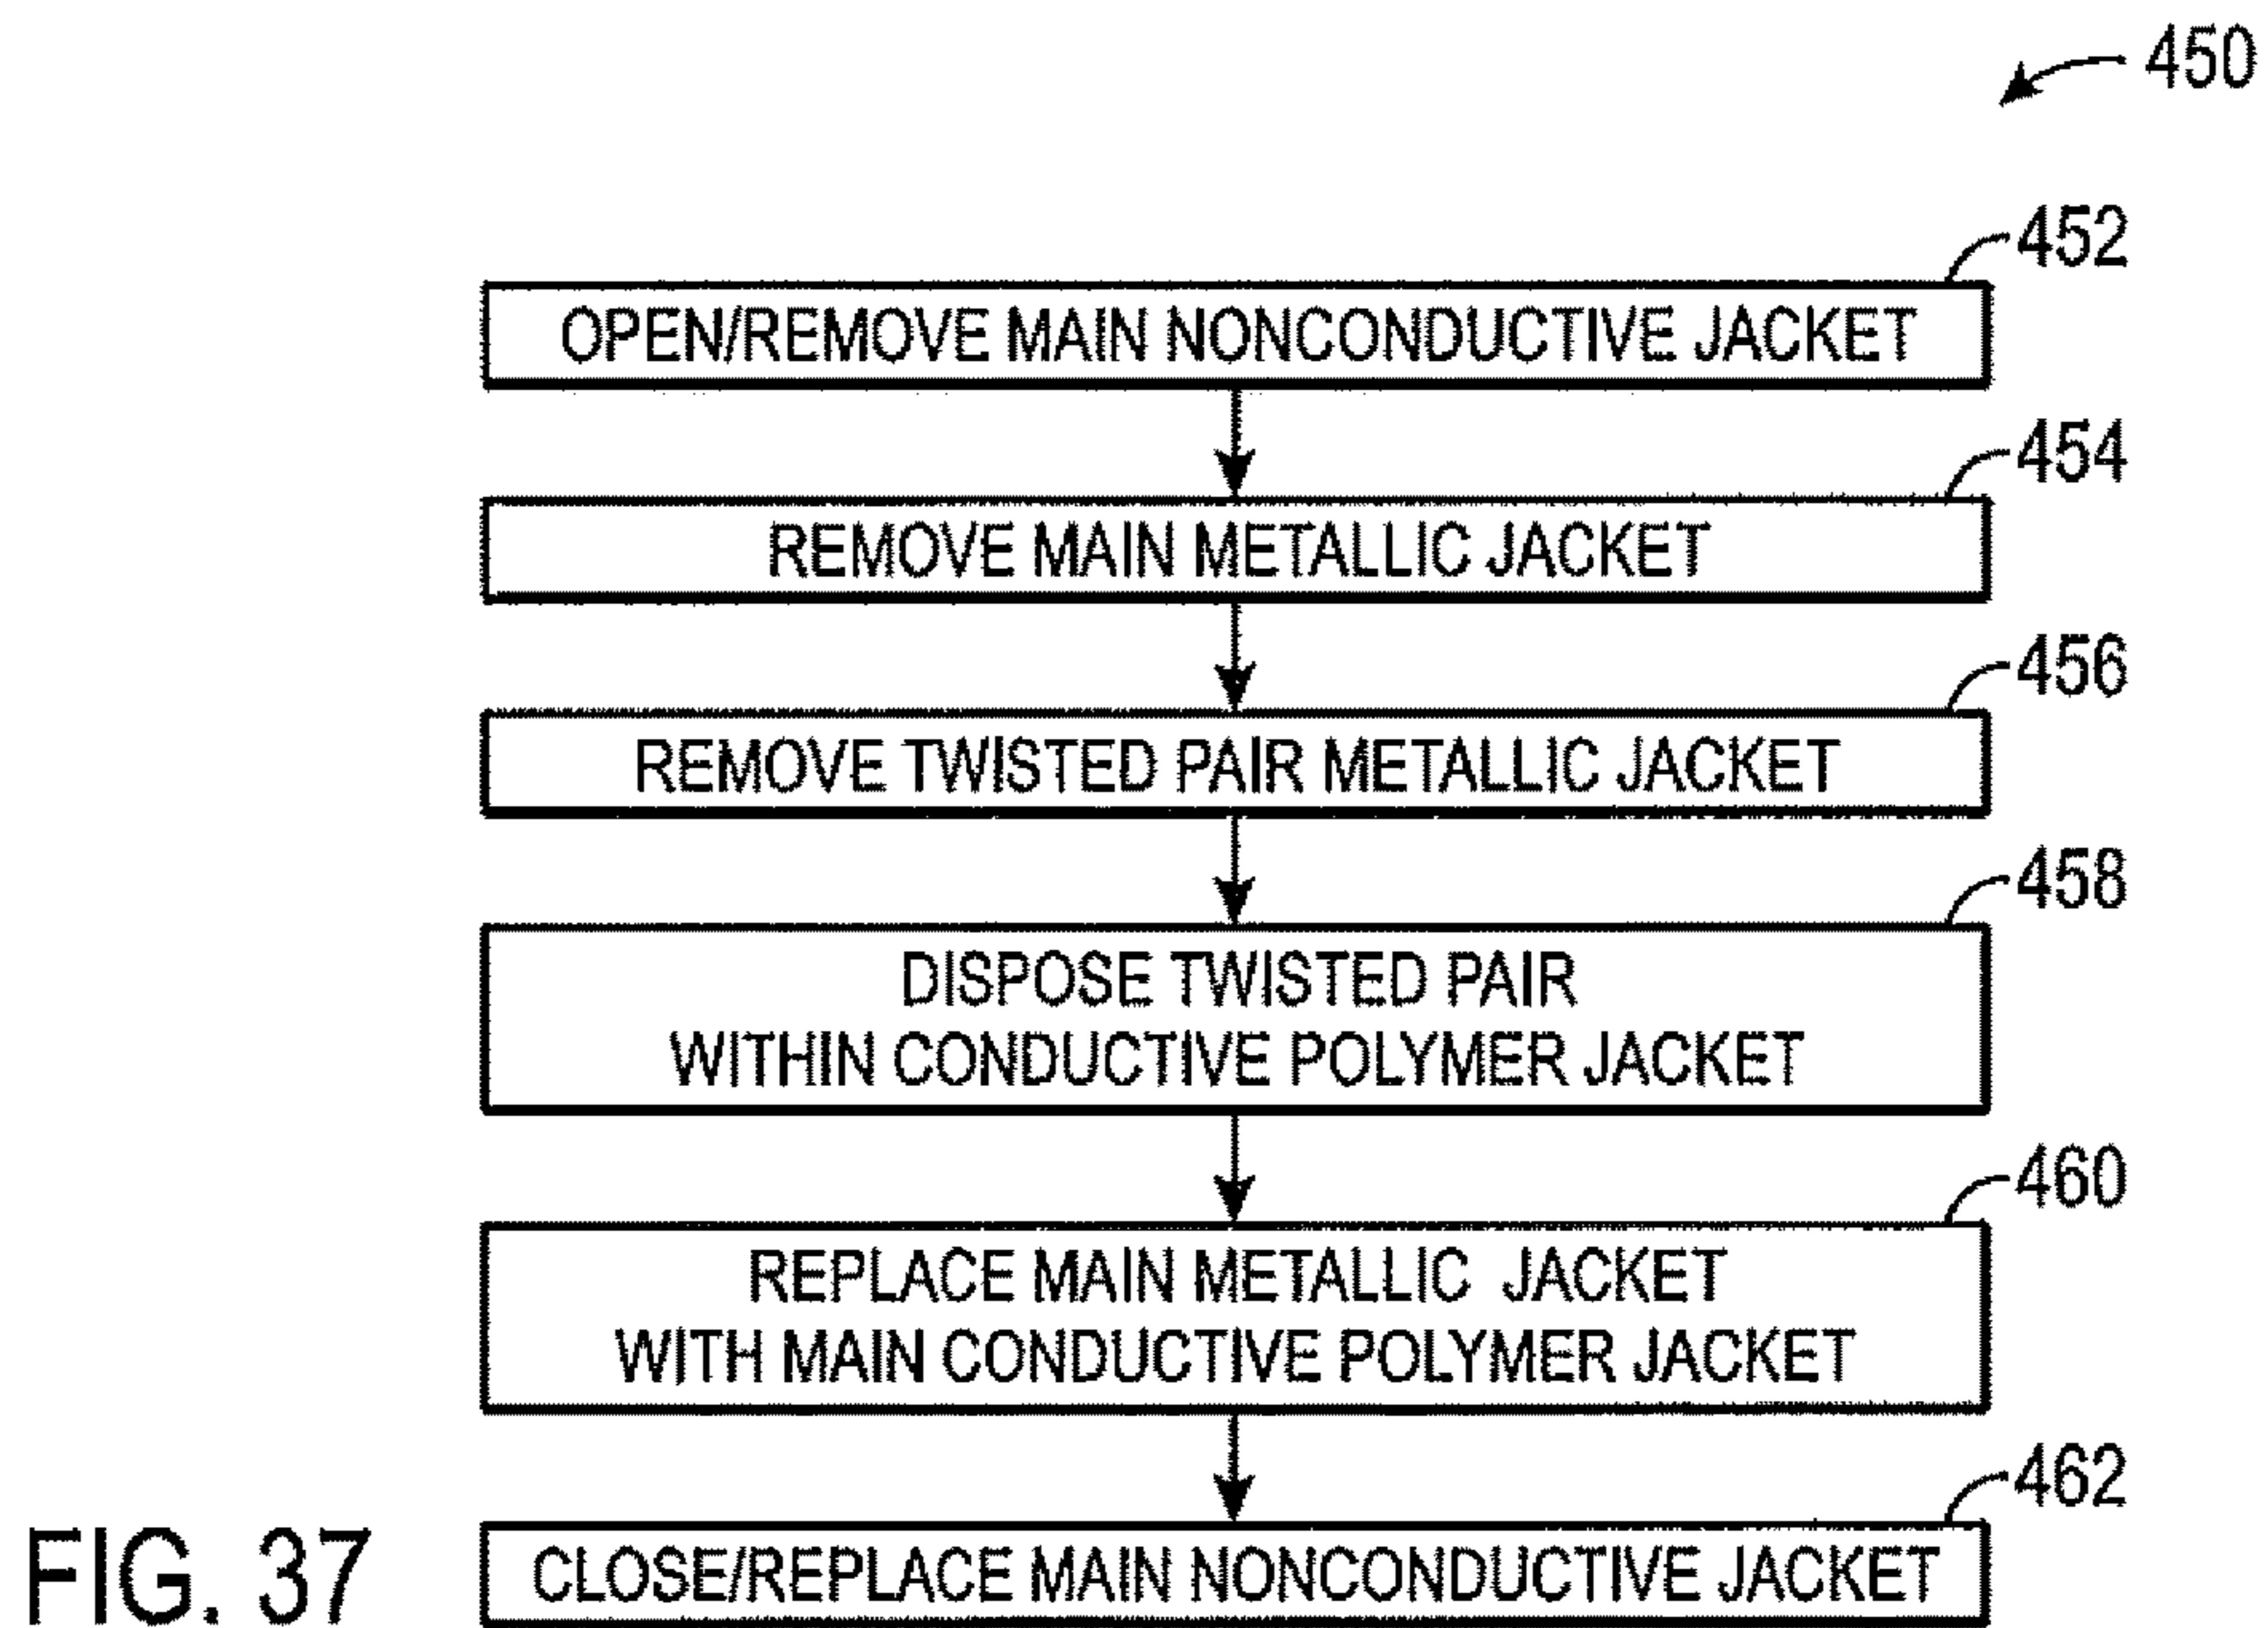 450
452
OPEN/REMOVE MAIN NONCONDUCTIVE JACKET
454
REMOVE MAIN METALLIC JACKET
456
REMOVE TWISTED PAIR METALLIC JACKET
458
DISPOSE TWISTED PAIR
WITHIN CONDUCTIVE POLYMER JACKET
460
REPLACE MAIN METALLIC JACKET
WITH MAIN CONDUCTIVE POLYMER JACKET
462
CLOSE/REPLACE MAIN NONCONDUCTIVE JACKET
FIG. 37